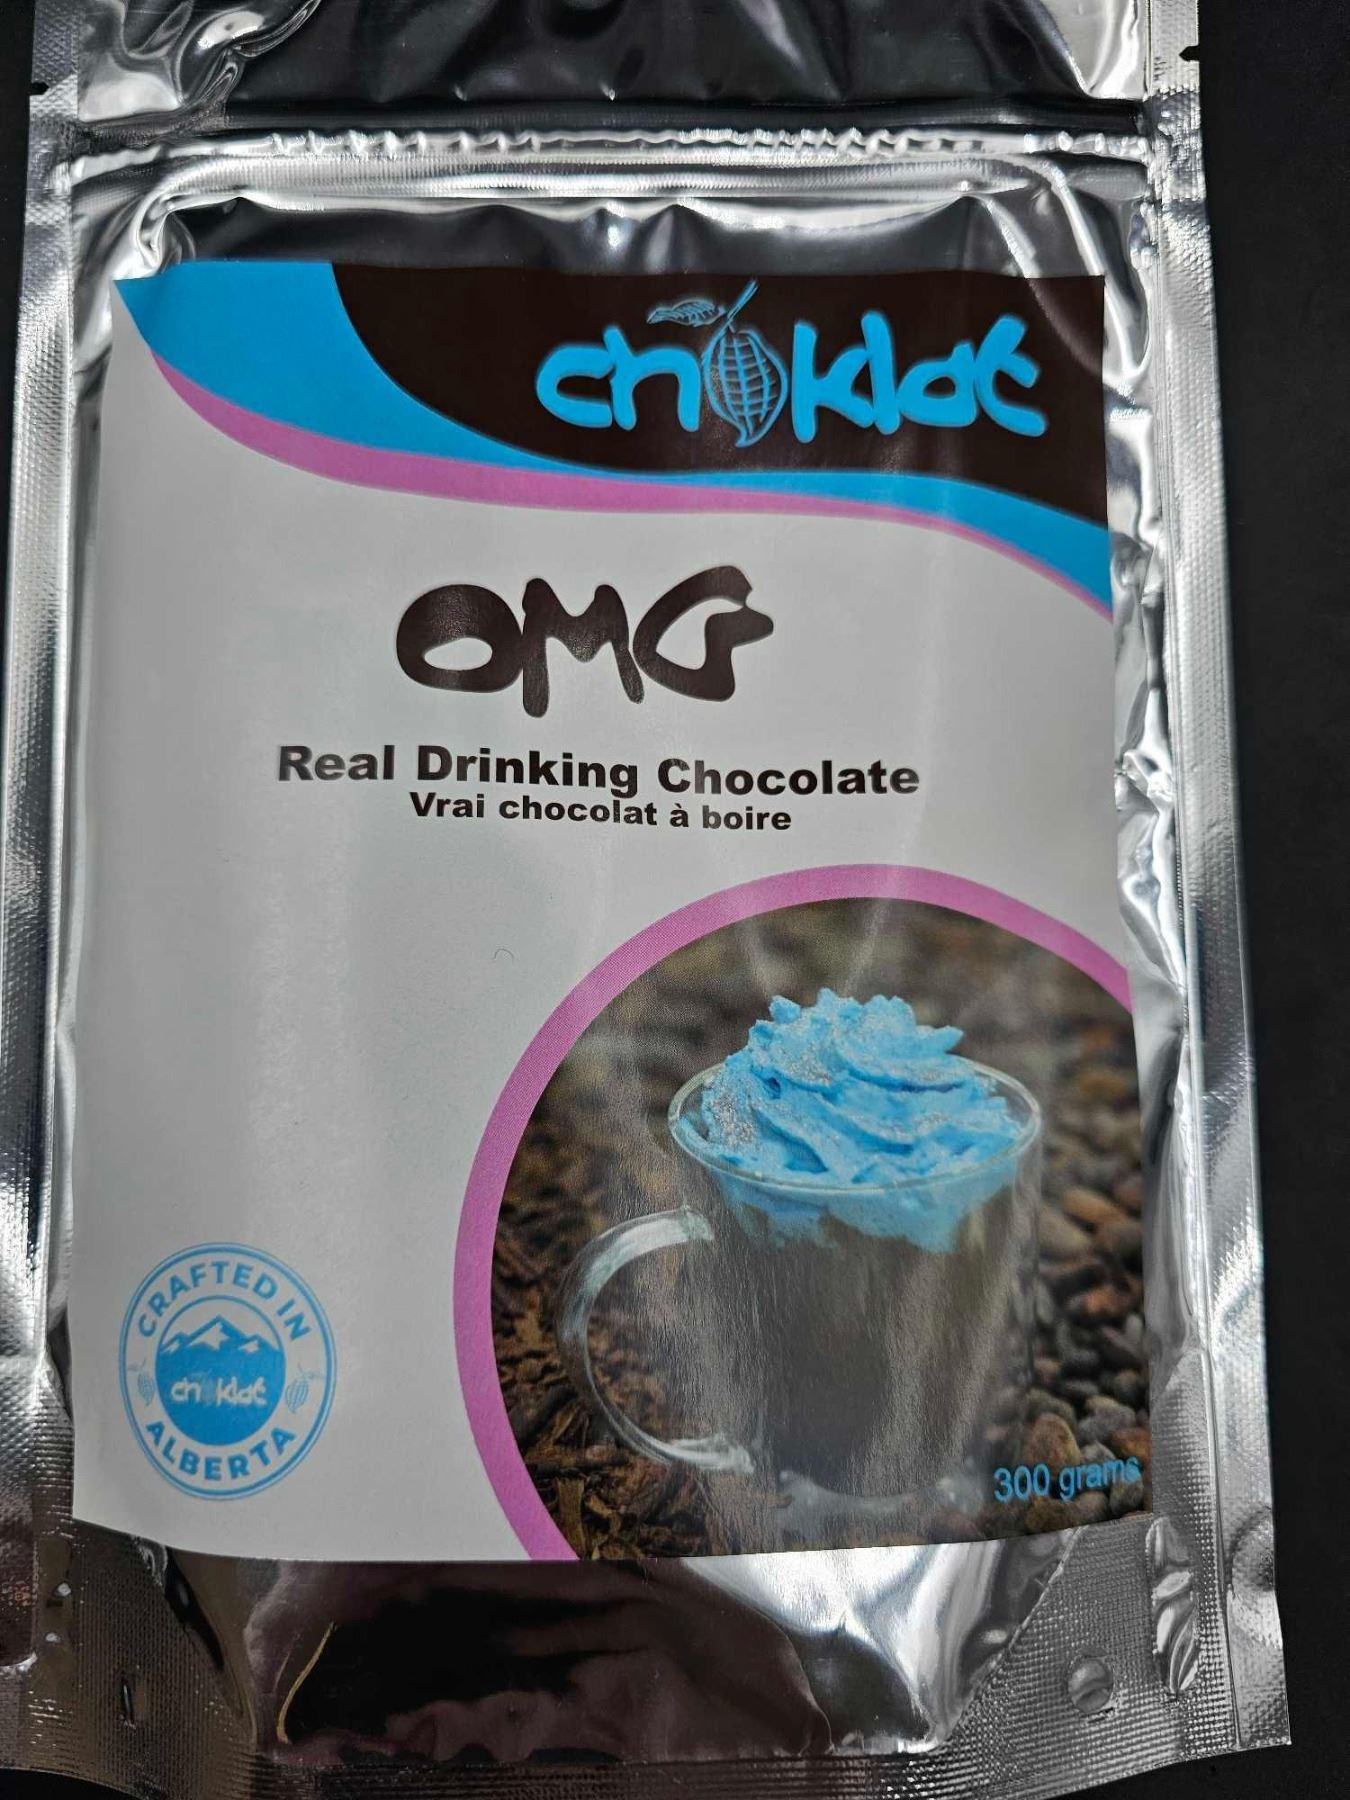 choklat
OMG
Real Drinking Chocolate
Vrai chocolat à boire
CRAFTED IN
choklat
ALBERTA
300 grams